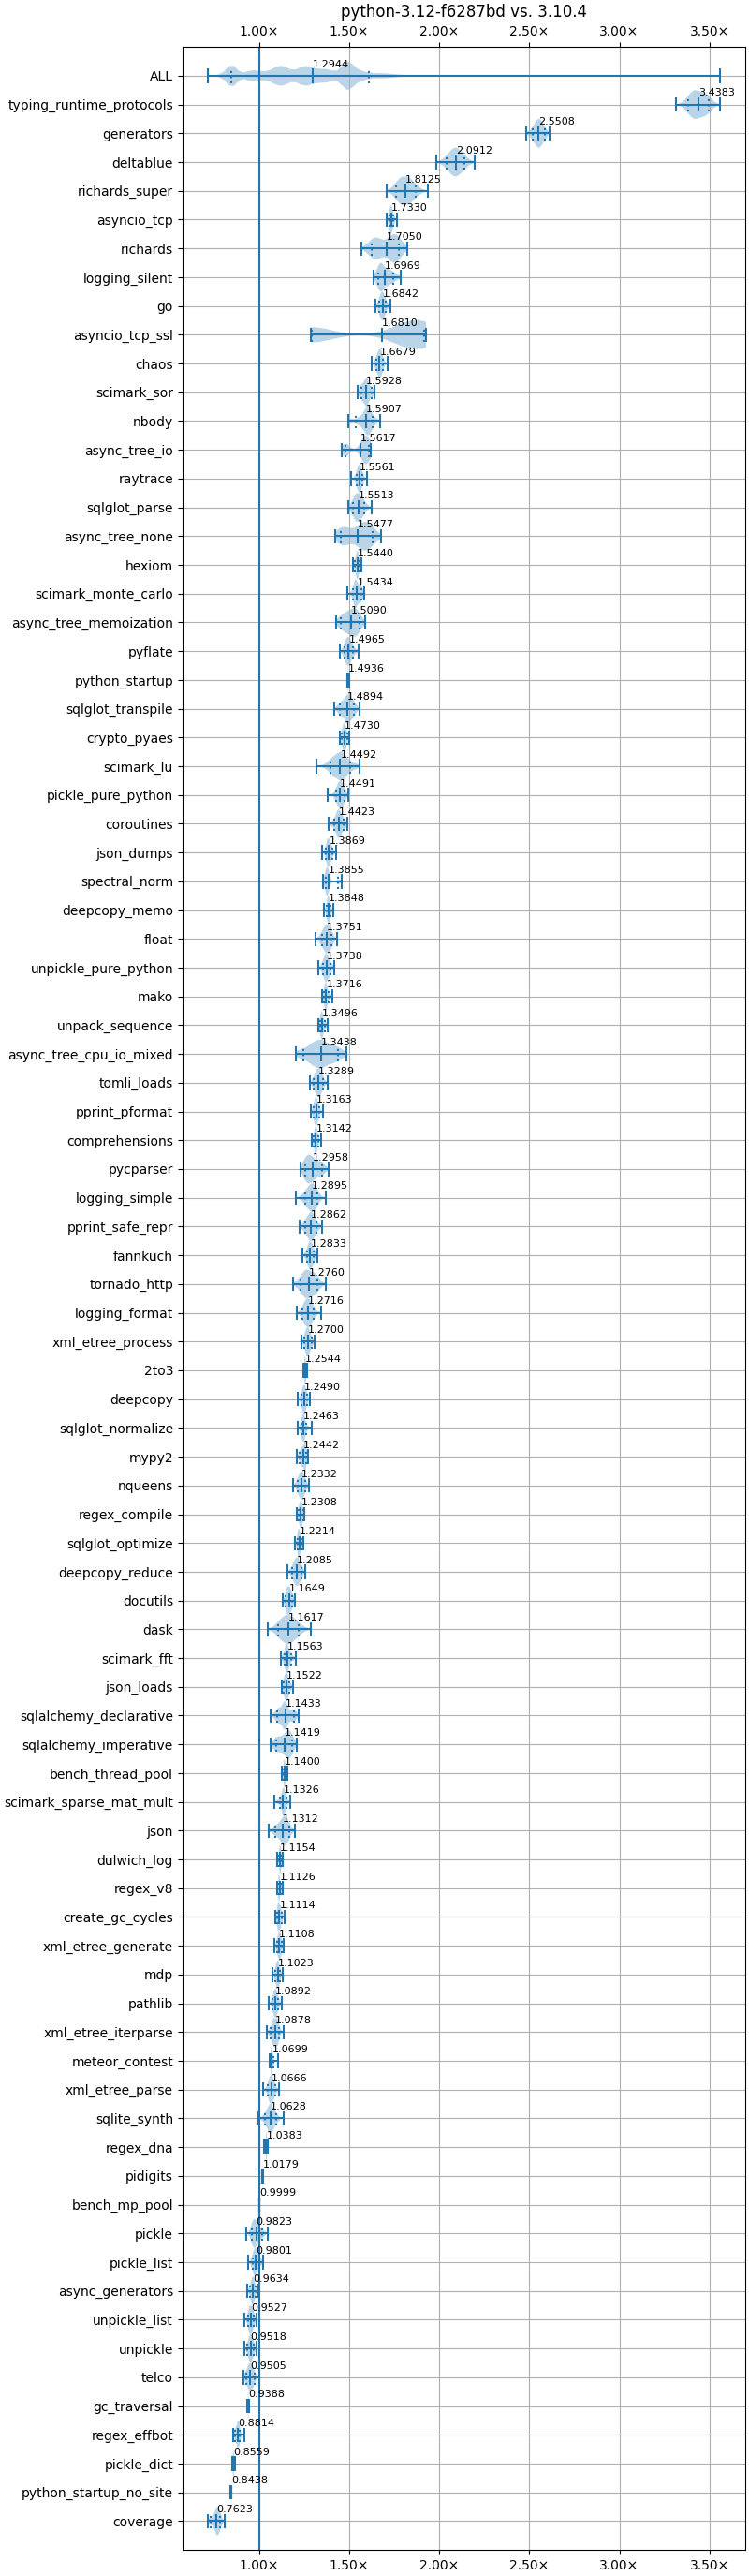 python-3.12-f6287bd vs. 3.10.4
1.00× 1.50× 2.00× 2.50× 3.00× 3.50×
ALL 1.2944
typing_runtime_protocols 3.4383
generators 2.5508
deltablue 2.0912
richards_super 1.8125
asyncio_tcp 1.7330
richards 1.7050
logging_silent 1.6969
go 1.6842
asyncio_tcp_ssl 1.6810
chaos 1.6679
scimark_sor 1.5928
nbody 1.5907
async_tree_io 1.5617
raytrace 1.5561
sqlglot_parse 1.5513
async_tree_none 1.5477
hexiom 1.5440
scimark_monte_carlo 1.5434
async_tree_memoization 1.5090
pyflate 1.4965
python_startup 1.4936
sqlglot_transpile 1.4894
crypto_pyaes 1.4730
scimark_lu 1.4492
pickle_pure_python 1.4491
coroutines 1.4423
json_dumps 1.3869
spectral_norm 1.3855
deepcopy_memo 1.3848
float 1.3751
unpickle_pure_python 1.3738
mako 1.3716
unpack_sequence 1.3496
async_tree_cpu_io_mixed 1.3438
tomli_loads 1.3289
pprint_pformat 1.3163
comprehensions 1.3142
pycparser 1.2958
logging_simple 1.2895
pprint_safe_repr 1.2862
fannkuch 1.2833
tornado_http 1.2760
logging_format 1.2716
xml_etree_process 1.2700
2to3 1.2544
deepcopy 1.2490
sqlglot_normalize 1.2463
mypy2 1.2442
nqueens 1.2332
regex_compile 1.2308
sqlglot_optimize 1.2214
deepcopy_reduce 1.2085
docutils 1.1649
dask 1.1617
scimark_fft 1.1563
json_loads 1.1522
sqlalchemy_declarative 1.1433
sqlalchemy_imperative 1.1419
bench_thread_pool 1.1400
scimark_sparse_mat_mult 1.1326
json 1.1312
dulwich_log 1.1154
regex_v8 1.1126
create_gc_cycles 1.1114
xml_etree_generate 1.1108
mdp 1.1023
pathlib 1.0892
xml_etree_iterparse 1.0878
meteor_contest 1.0699
xml_etree_parse 1.0666
sqlite_synth 1.0628
regex_dna 1.0383
pidigits 1.0179
bench_mp_pool 0.9999
pickle 0.9823
pickle_list 0.9801
async_generators 0.9634
unpickle_list 0.9527
unpickle 0.9518
telco 0.9505
gc_traversal 0.9388
regex_effbot 0.8814
pickle_dict 0.8559
python_startup_no_site 0.8438
coverage 0.7623
1.00× 1.50× 2.00× 2.50× 3.00× 3.50×